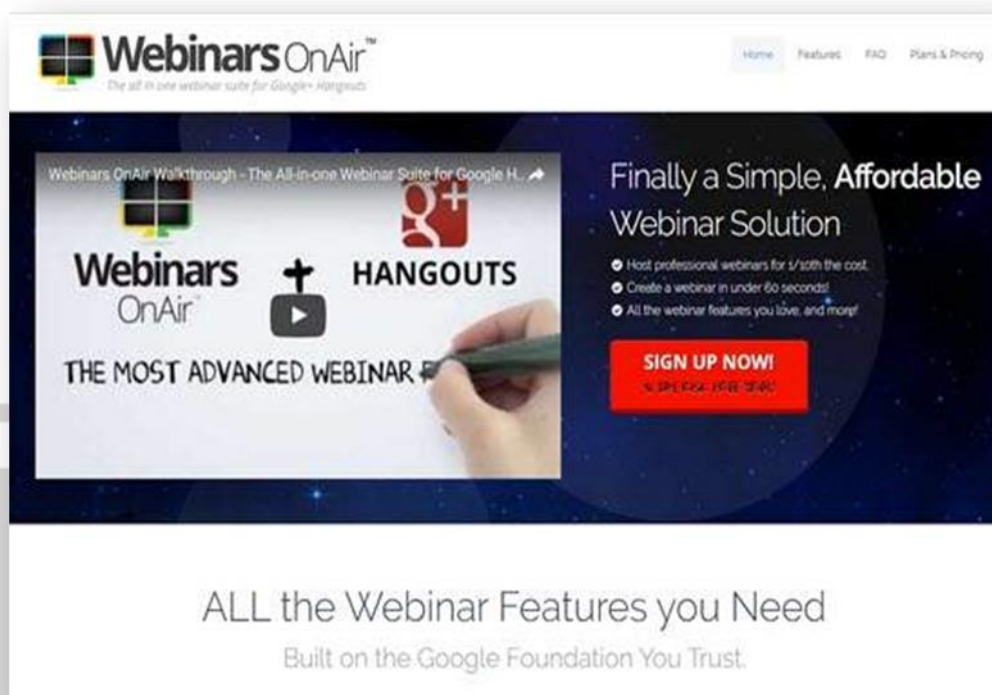 Webinars OnAir™
The all in one webinar suite for Google+ Hangouts
Home Features FAQ Plans & Pricing
Webinars OnAir Walkthrough - The All-in-one Webinar Suite for Google H...
g+
Webinars
OnAir
+
HANGOUTS
THE MOST ADVANCED WEBINAR
Finally a Simple, Affordable
Webinar Solution
Host professional webinars for 1/10th the cost.
Create a webinar in under 60 seconds!
All the webinar features you love, and more!
SIGN UP NOW!
ALL the Webinar Features you Need
Built on the Google Foundation You Trust.